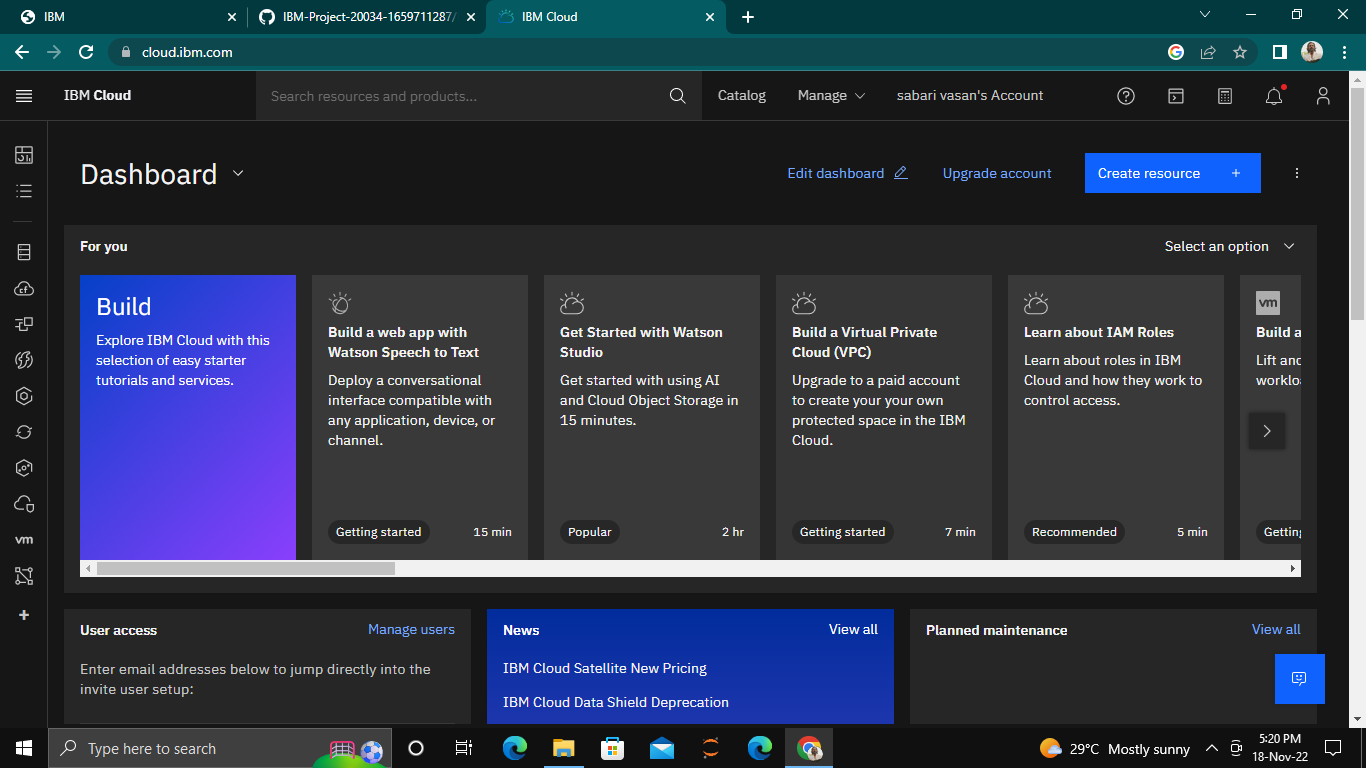 IBM
IBM-Project-20034-1659711287/
IBM Cloud
cloud.ibm.com
IBM Cloud
Search resources and products...
Catalog
Manage
sabari vasan's Account
Dashboard
Edit dashboard
Upgrade account
Create resource +
For you
Select an option
Build
Explore IBM Cloud with this
selection of easy starter
tutorials and services.
Build a web app with
Watson Speech to Text
Deploy a conversational
interface compatible with
any application, device, or
channel.
Getting started 15 min
Get Started with Watson
Studio
Get started with using AI
and Cloud Object Storage in
15 minutes.
Popular 2 hr
Build a Virtual Private
Cloud (VPC)
Upgrade to a paid account
to create your your own
protected space in the IBM
Cloud.
Getting started 7 min
Learn about IAM Roles
Learn about roles in IBM
Cloud and how they work to
control access.
Recommended 5 min
vm
Build a
Lift and
worklo
Getting
cf
vm
User access
Manage users
Enter email addresses below to jump directly into the
invite user setup:
News
View all
IBM Cloud Satellite New Pricing
IBM Cloud Data Shield Deprecation
Planned maintenance
View all
Type here to search
29°C Mostly sunny
5:20 PM
18-Nov-22